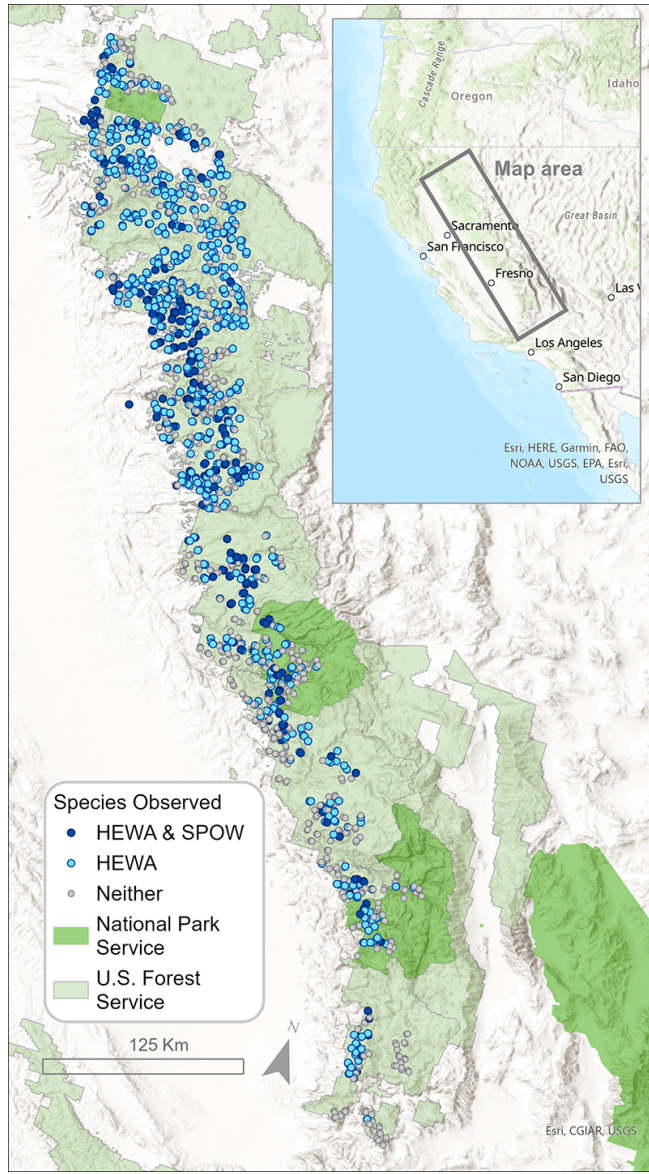 Cascade Range
Oregon
Idaho
Map area
Great Basin
Sacramento
San Francisco
Fresno
Las V
Los Angeles
San Diego
Esri, HERE, Garmin, FAO,
NOAA, USGS, EPA, Esri,
USGS
Species Observed
HEWA & SPOW
HEWA
Neither
National Park
Service
U.S. Forest
Service
125 Km
N
Esri, CGIAR, USGS